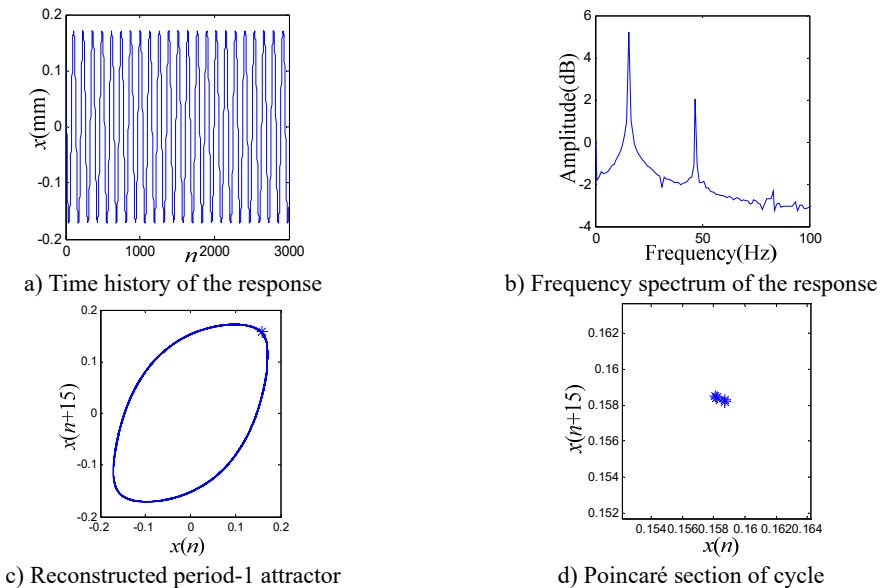 0.2
0.1
0
-0.1
-0.2
x(mm)
0 1000 2000 3000
n
a) Time history of the response
6
4
2
0
-2
-4
Amplitude(dB)
0 50 100
Frequency(Hz)
b) Frequency spectrum of the response
0.2
0.1
0
-0.1
-0.2
x(n+15)
-0.2 -0.1 0 0.1 0.2
x(n)
c) Reconstructed period-1 attractor
0.162
0.16
0.158
0.156
0.154
0.152
x(n+15)
0.154 0.156 0.158 0.16 0.162 0.164
x(n)
d) Poincaré section of cycle